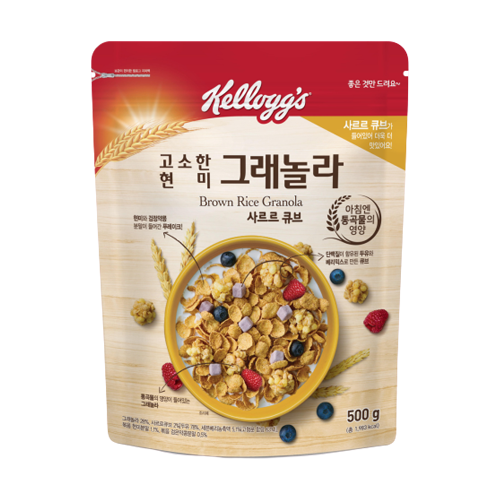 좋은 것만 드려요~
Kellogg's
사르르 큐브가
들어있어 더욱 더
맛있어요!
고소한
현미 그래놀라
Brown Rice Granola
사르르 큐브
현미와 검정약콩
분말이 들어간 푸레이크!
아침엔
통곡물의
영양
단백질이 함유된 두유와
베리믹스로 만든 큐브
통곡물의 영양이 들어있는
그래놀라
500 g